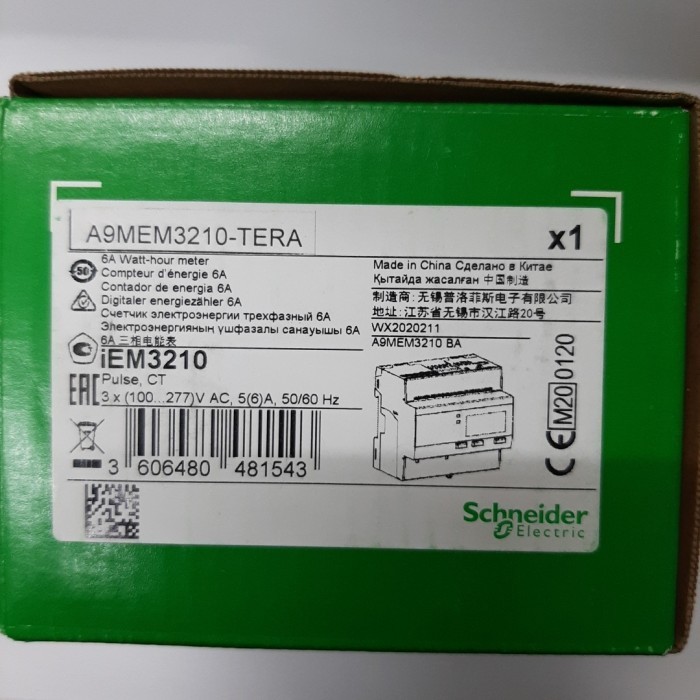 A9MEM3210-TERA
x1
6A Watt-hour meter
Compteur d'énergie 6A
Contador de energia 6A
Digitaler energiezähler 6A
Счетчик электроэнергии трехфазный 6A
Электроэнергияның үшфазалы санауышы 6A
6A 三相电能表
50
Made in China Сделано в Китае
Қытайда жасалған 中国制造
制造商: 无锡普洛菲斯电子有限公司
地址: 江苏省无锡市汉江路20号
WX2020211
A9MEM3210 BA
iEM3210
Pulse, CT
3 x (100...277)V AC, 5(6)A, 50/60 Hz
EAC
CE M20 0120
3 606480 481543
Schneider
Electric